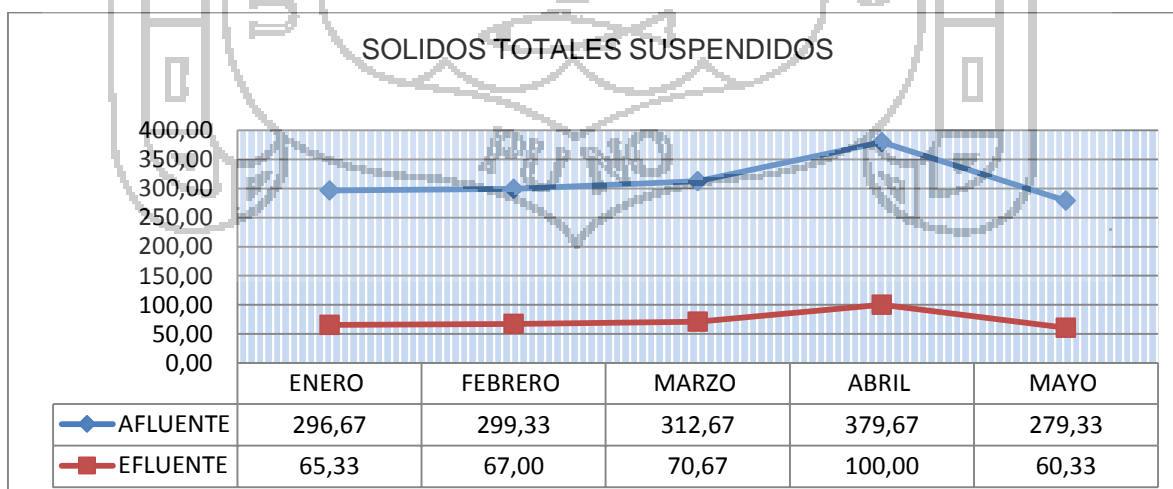 SOLIDOS TOTALES SUSPENDIDOS
PUNO
400,00
350,00
300,00
250,00
200,00
150,00
100,00
50,00
0,00
ENERO FEBRERO MARZO ABRIL MAYO
AFLUENTE 296,67 299,33 312,67 379,67 279,33
EFLUENTE 65,33 67,00 70,67 100,00 60,33